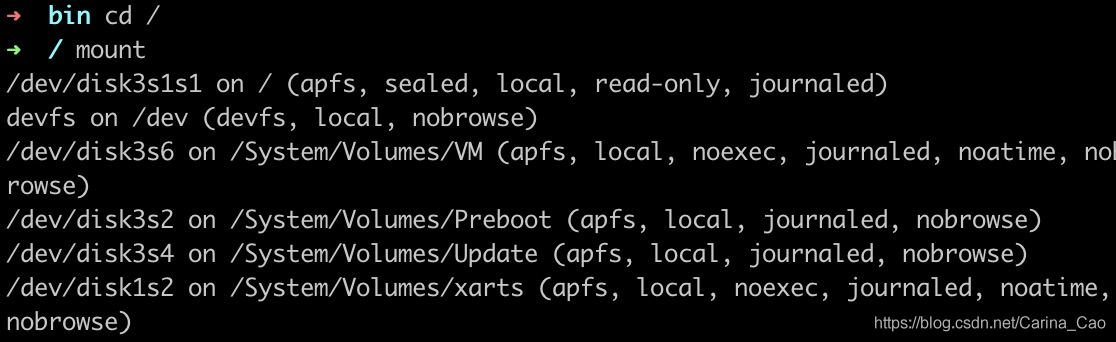 ➜  bin cd /
➜  / mount
/dev/disk3s1s1 on / (apfs, sealed, local, read-only, journaled)
devfs on /dev (devfs, local, nobrowse)
/dev/disk3s6 on /System/Volumes/VM (apfs, local, noexec, journaled, noatime, nob
rowse)
/dev/disk3s2 on /System/Volumes/Preboot (apfs, local, journaled, nobrowse)
/dev/disk3s4 on /System/Volumes/Update (apfs, local, journaled, nobrowse)
/dev/disk1s2 on /System/Volumes/xarts (apfs, local, noexec, journaled, noatime,
nobrowse)
https://blog.csdn.net/Carina_Cao